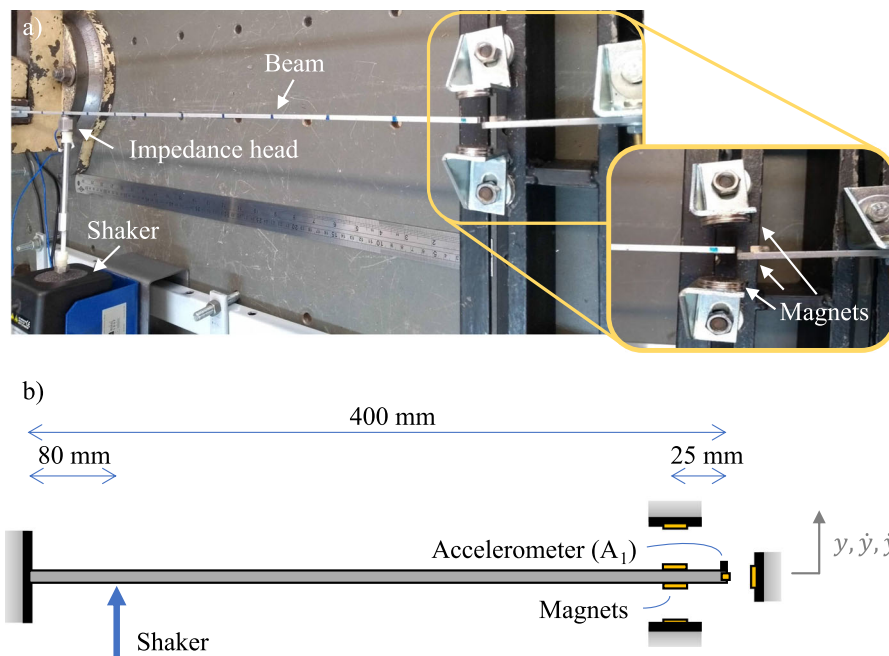 a)
Beam
Impedance head
Shaker
Magnets
b)
400 mm
80 mm
25 mm
Accelerometer (A₁)
y, ẏ,
Magnets
Shaker